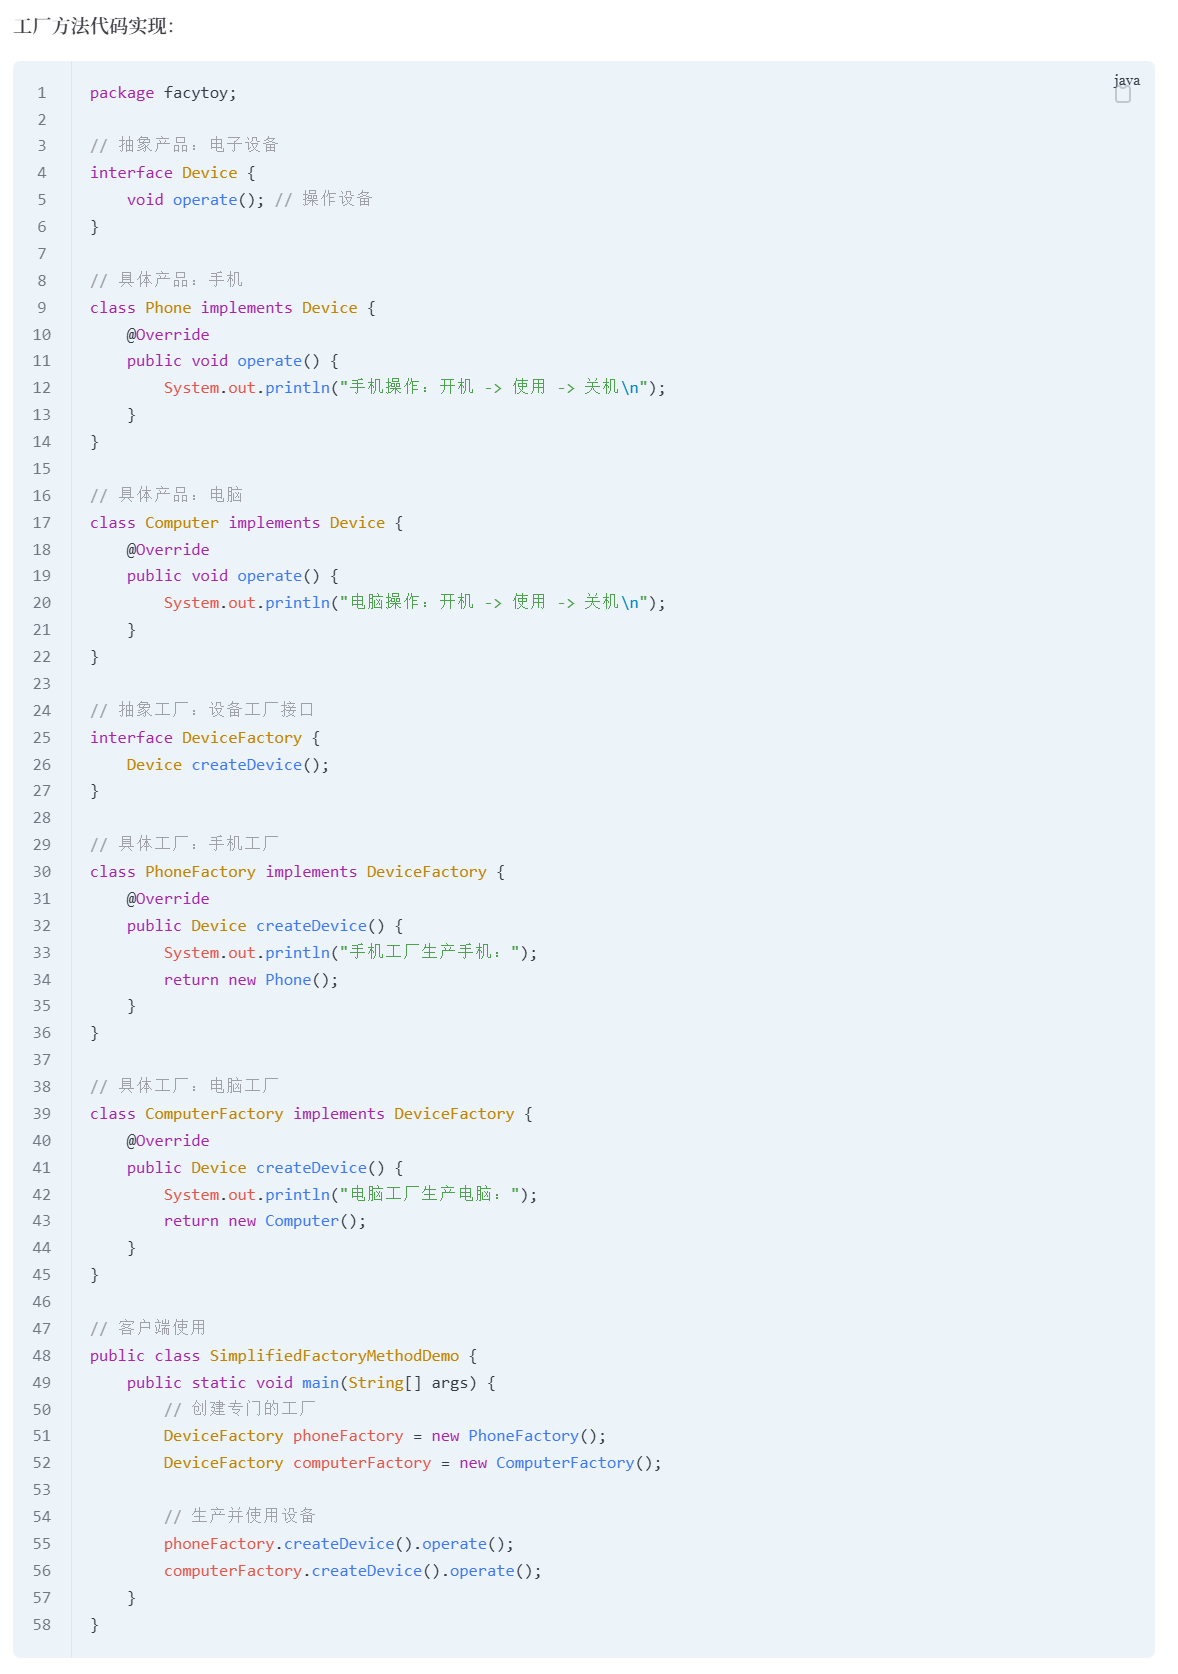 工厂方法代码实现：
java
1 package facytoy;
2
3 // 抽象产品：电子设备
4 interface Device {
5     void operate(); // 操作设备
6 }
7
8 // 具体产品：手机
9 class Phone implements Device {
10     @Override
11     public void operate() {
12         System.out.println("手机操作：开机 -> 使用 -> 关机\n");
13     }
14 }
15
16 // 具体产品：电脑
17 class Computer implements Device {
18     @Override
19     public void operate() {
20         System.out.println("电脑操作：开机 -> 使用 -> 关机\n");
21     }
22 }
23
24 // 抽象工厂：设备工厂接口
25 interface DeviceFactory {
26     Device createDevice();
27 }
28
29 // 具体工厂：手机工厂
30 class PhoneFactory implements DeviceFactory {
31     @Override
32     public Device createDevice() {
33         System.out.println("手机工厂生产手机：");
34         return new Phone();
35     }
36 }
37
38 // 具体工厂：电脑工厂
39 class ComputerFactory implements DeviceFactory {
40     @Override
41     public Device createDevice() {
42         System.out.println("电脑工厂生产电脑：");
43         return new Computer();
44     }
45 }
46
47 // 客户端使用
48 public class SimplifiedFactoryMethodDemo {
49     public static void main(String[] args) {
50         // 创建专门的工厂
51         DeviceFactory phoneFactory = new PhoneFactory();
52         DeviceFactory computerFactory = new ComputerFactory();
53
54         // 生产并使用设备
55         phoneFactory.createDevice().operate();
56         computerFactory.createDevice().operate();
57     }
58 }